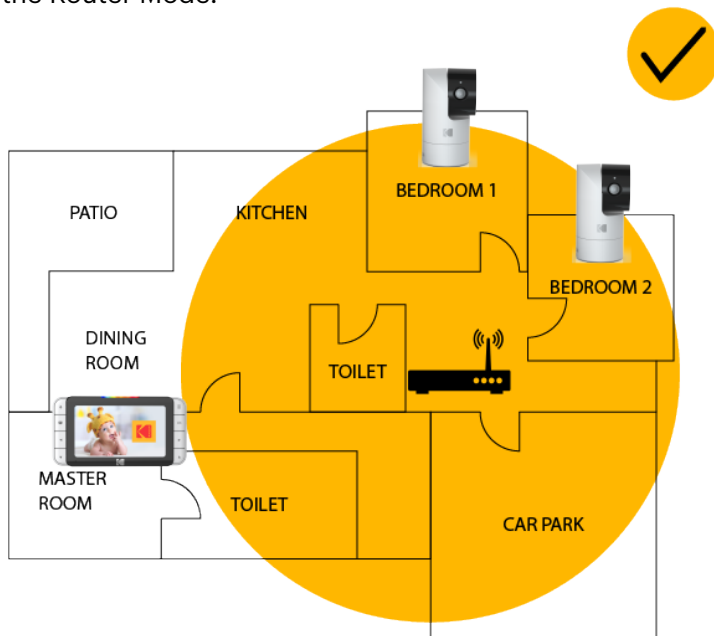 the Router Mode.
BEDROOM 1
PATIO
KITCHEN
BEDROOM 2
DINING
ROOM
TOILET
MASTER
ROOM
TOILET
CAR PARK